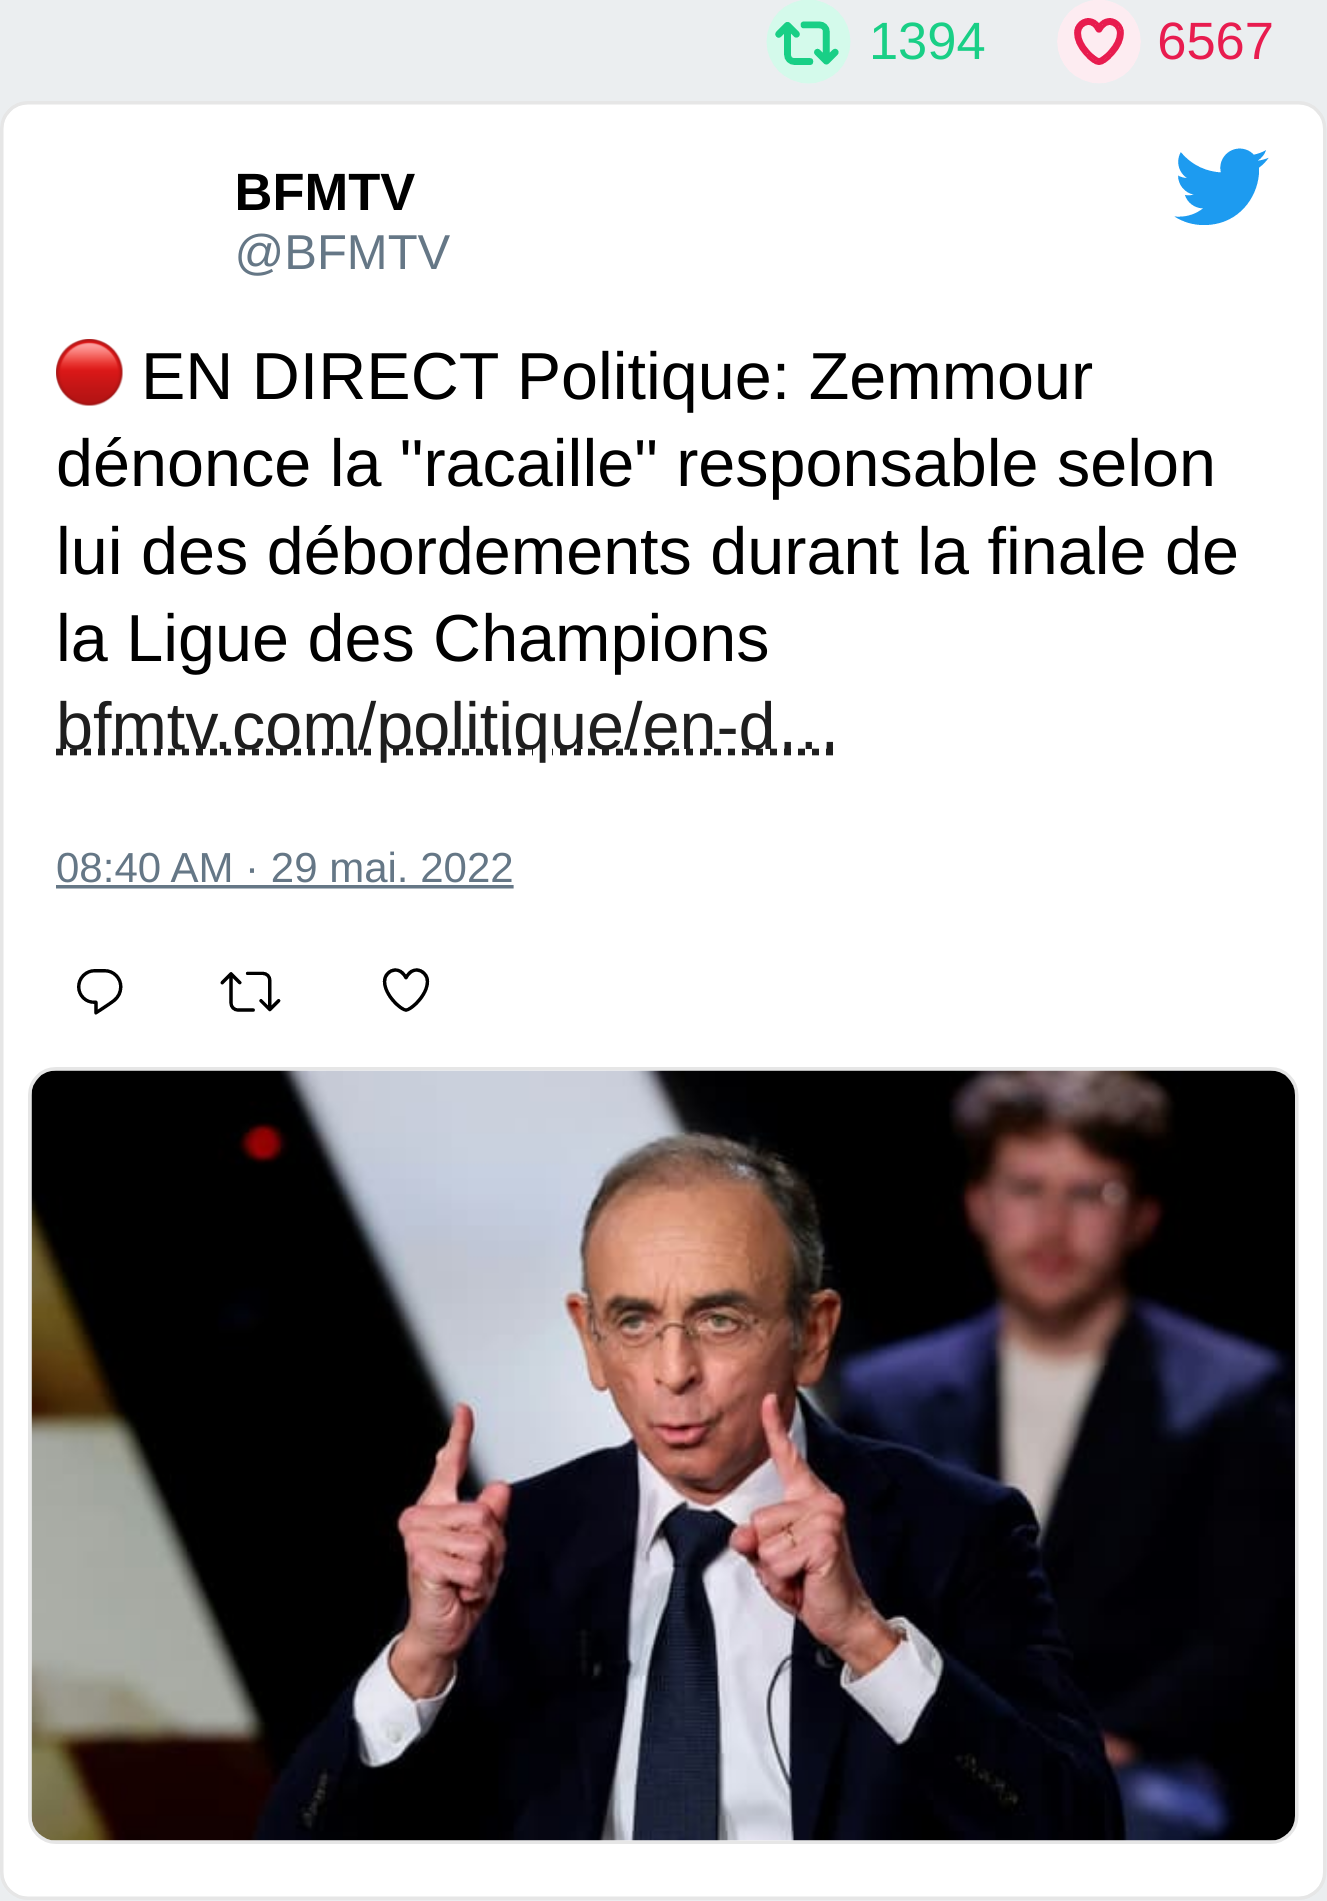 1394 6567
BFMTV
@BFMTV
🔴 EN DIRECT Politique: Zemmour
dénonce la "racaille" responsable selon
lui des débordements durant la finale de
la Ligue des Champions
bfmtv.com/politique/en-d…
08:40 AM · 29 mai. 2022